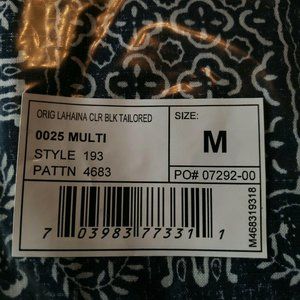 ORIG LAHAINA CLR BLK TAILORED
0025 MULTI
STYLE 193
PATTN 4683
SIZE:
M
PO# 07292-00
7 03983 77331 1
M468319318